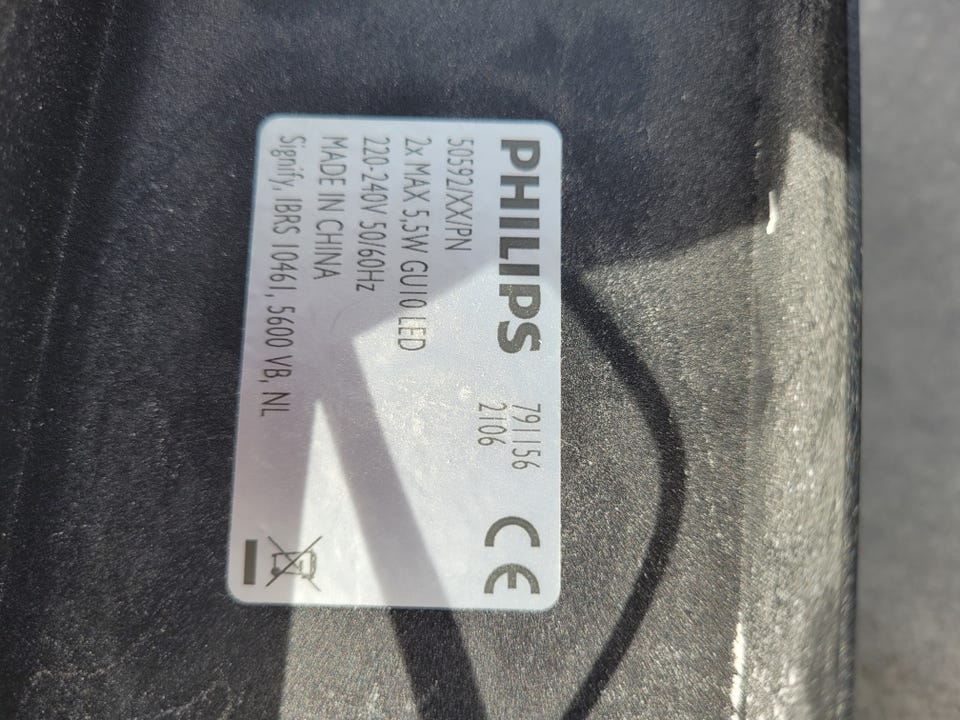 PHILIPS 791156
2106
50592/XX/PN
2x MAX 5,5W GU10 LED
220-240V 50/60Hz
MADE IN CHINA
Signify, IBRS 10461, 5600 VB, NL
CE